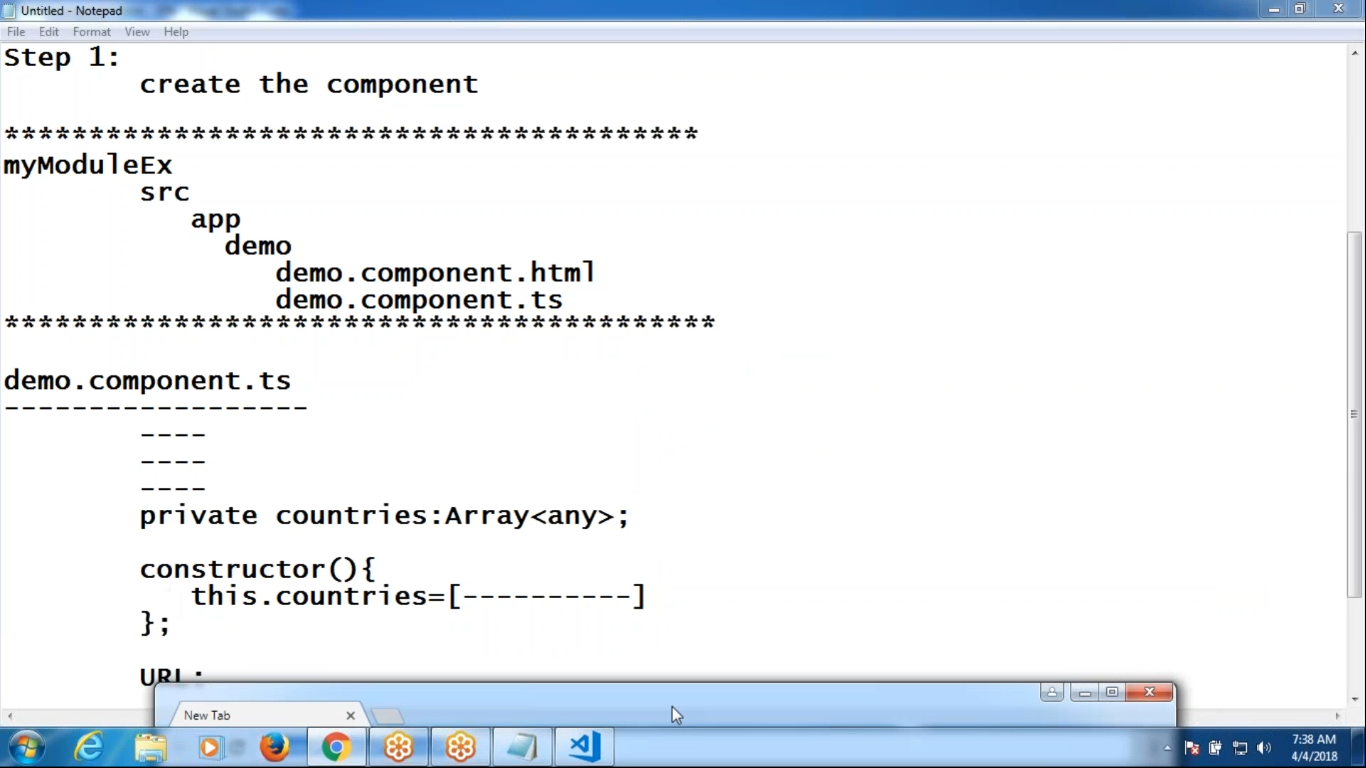 Untitled - Notepad
File Edit Format View Help
Step 1:
create the component
*****************************************
myModuleEx
src
app
demo
demo.component.html
demo.component.ts
******************************************
demo.component.ts
------------------
----
----
----
private countries:Array<any>;
constructor(){
this.countries=[----------]
};
URL:
New Tab
7:38 AM
4/4/2018